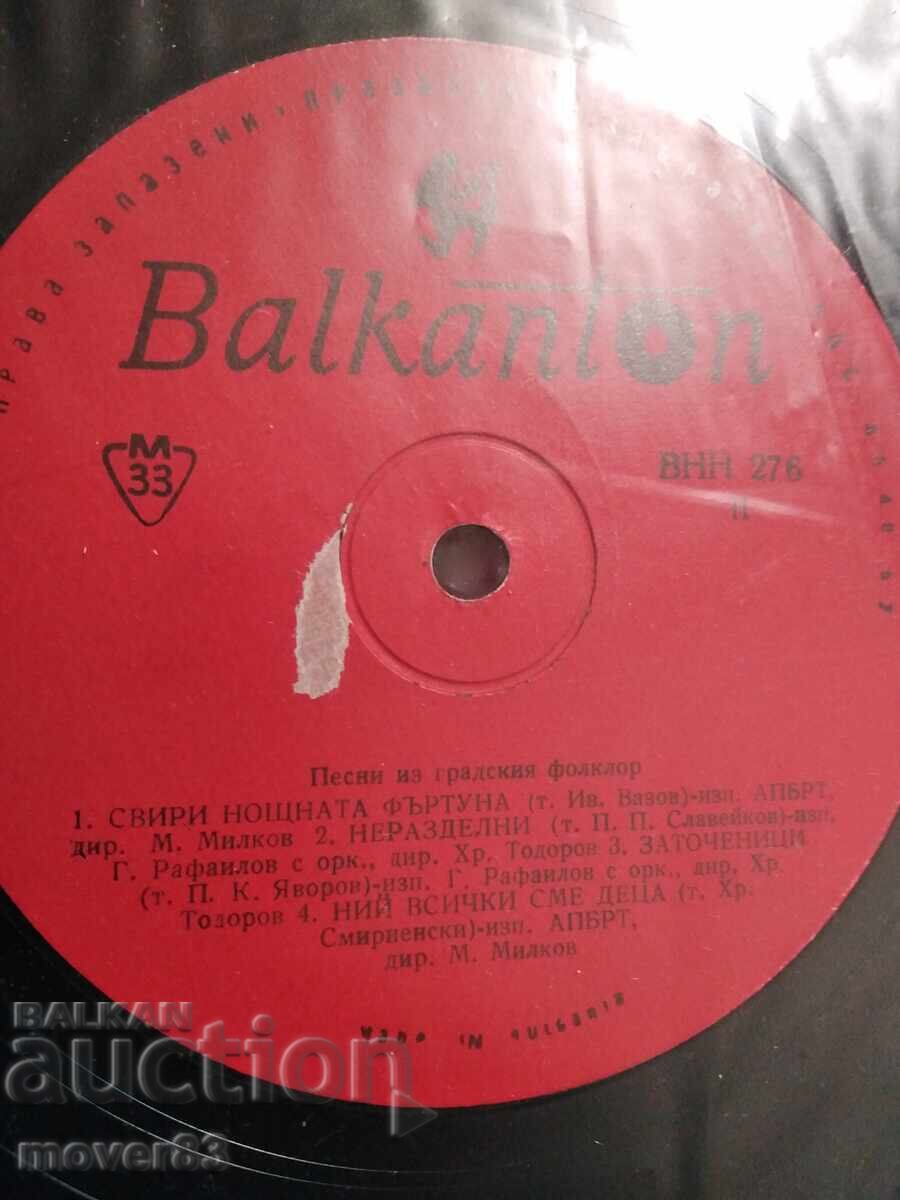 права запазени ·
Balkanton
М
33
ВНН 276
II
Песни из градския фолклор
1. СВИРИ НОЩНАТА ФЪРТУНА (т. Ив. Вазов)-изп. АПБРТ,
дир. М. Милков 2. НЕРАЗДЕЛНИ (т. П. П. Славейков)-изп.
Г. Рафаилов с орк., дир. Хр. Тодоров 3. ЗАТОЧЕНИЦИ
(т. П. К. Яворов)-изп. Г. Рафаилов с орк., дир. Хр.
Тодоров 4. НИЙ ВСИЧКИ СМЕ ДЕЦА (т. Хр.
Смирненски)-изп. АПБРТ,
дир. М. Милков
Made in Bulgaria
BALKAN
auction
mover83